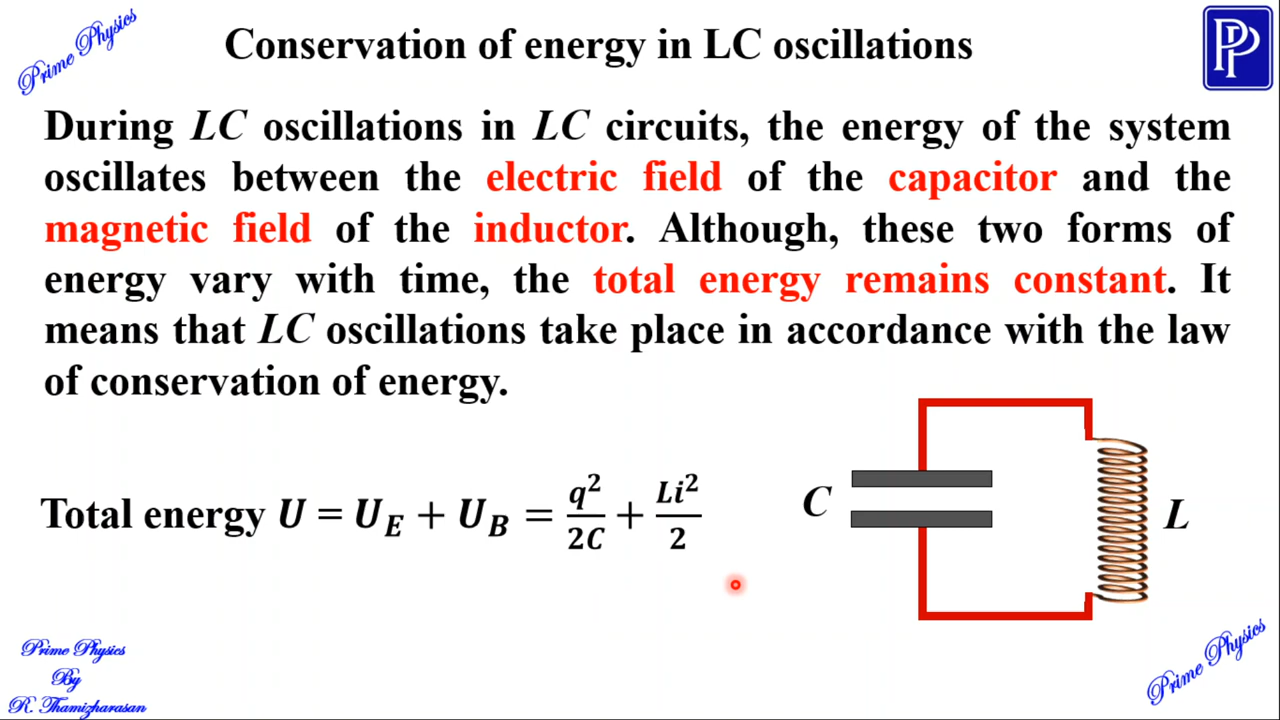 Prime Physics
Conservation of energy in LC oscillations
PP
During LC oscillations in LC circuits, the energy of the system
oscillates between the electric field of the capacitor and the
magnetic field of the inductor. Although, these two forms of
energy vary with time, the total energy remains constant. It
means that LC oscillations take place in accordance with the law
of conservation of energy.
Total energy U = U_E + U_B = q²/2C + Li²/2
C
L
Prime Physics
By
R. Thamizharasan
Prime Physics